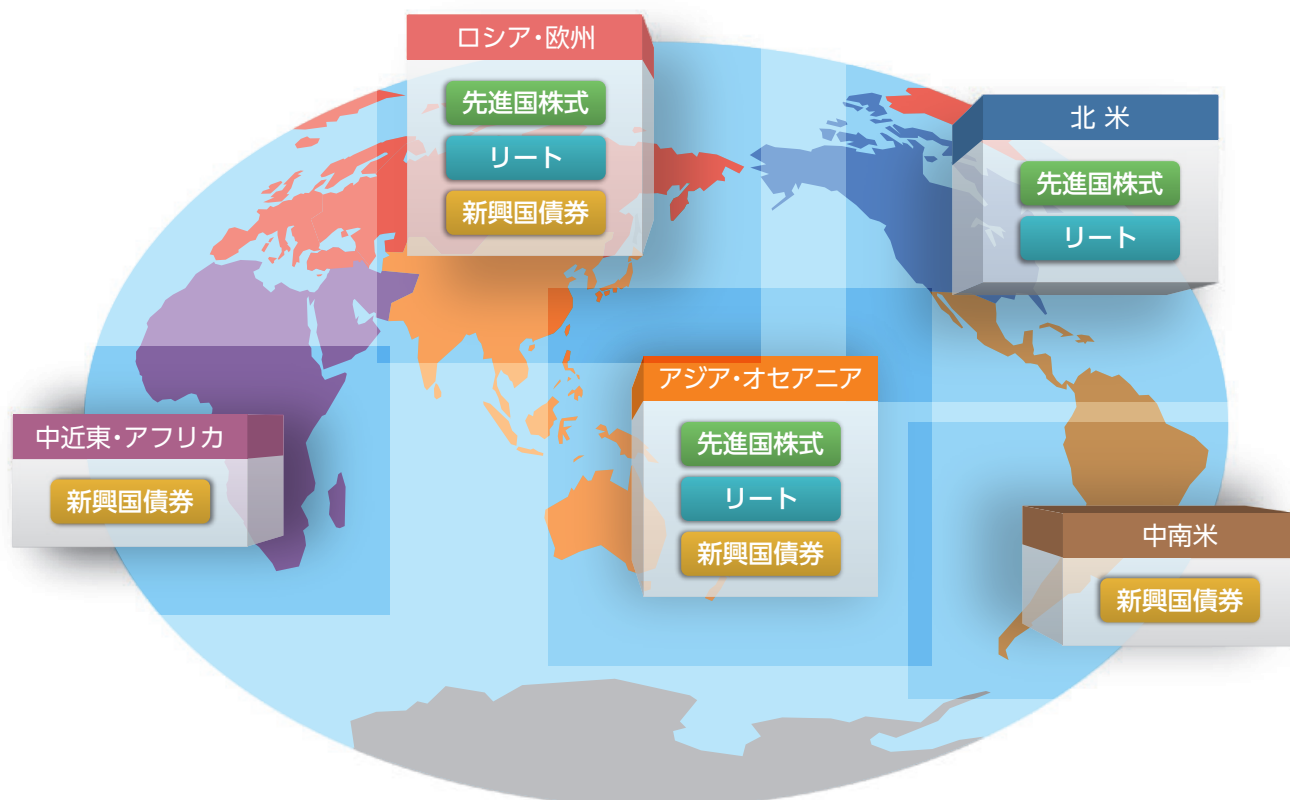 ロシア・欧州
先進国株式
リート
新興国債券
北 米
先進国株式
リート
アジア・オセアニア
先進国株式
リート
新興国債券
中近東・アフリカ
新興国債券
中南米
新興国債券